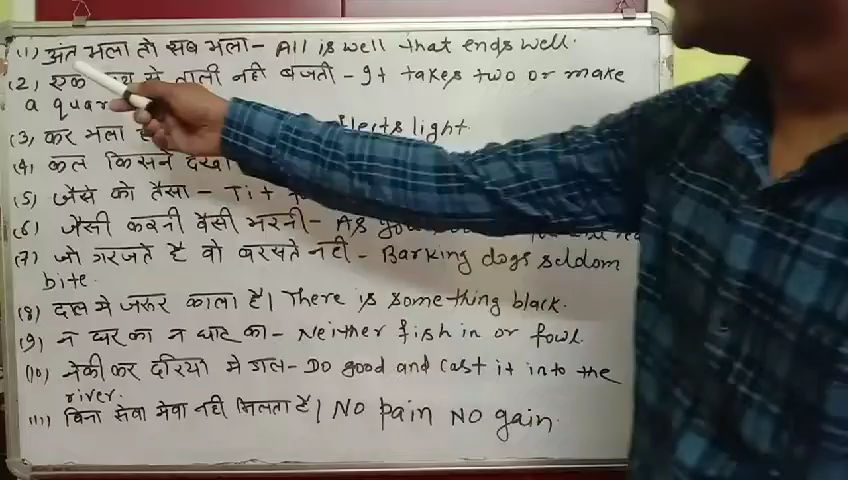 (1) अंत भला तो सब भला - All is well that ends well.
(2) एक में ताली नही बजती - It takes two or make
a quar
(3) कर भला flects light.
(4) कल किसने देखा
(5) जैसे को तैसा - Tit
(6) जैसी करनी वैसी भरनी - As you
(7) जो गरजते है वो बरसते नही - Barking dogs seldom
bite.
(8) दाल मे जरुर काला है। There is something black.
(9) न घर का न घाट का - Neither fish in or fowl.
(10) नेकी कर दरिया मे डाल - Do good and cast it into the
river.
(11) बिना सेवा मेवा नही मिलता है। NO pain NO gain.